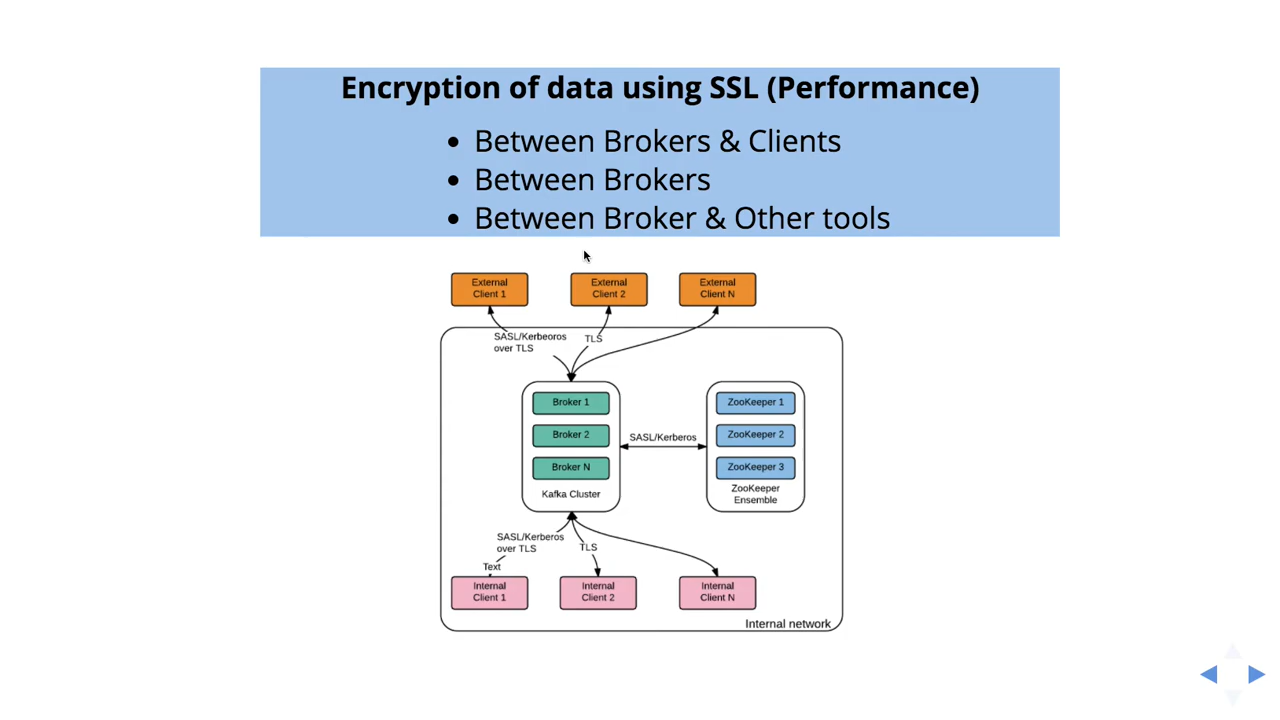 Encryption of data using SSL (Performance)
• Between Brokers & Clients
• Between Brokers
• Between Broker & Other tools
External
Client 1
External
Client 2
External
Client N
SASL/Kerbeoros
over TLS
TLS
Broker 1
Broker 2
Broker N
Kafka Cluster
SASL/Kerberos
ZooKeeper 1
ZooKeeper 2
ZooKeeper 3
ZooKeeper
Ensemble
SASL/Kerberos
over TLS
TLS
Text
Internal
Client 1
Internal
Client 2
Internal
Client N
Internal network